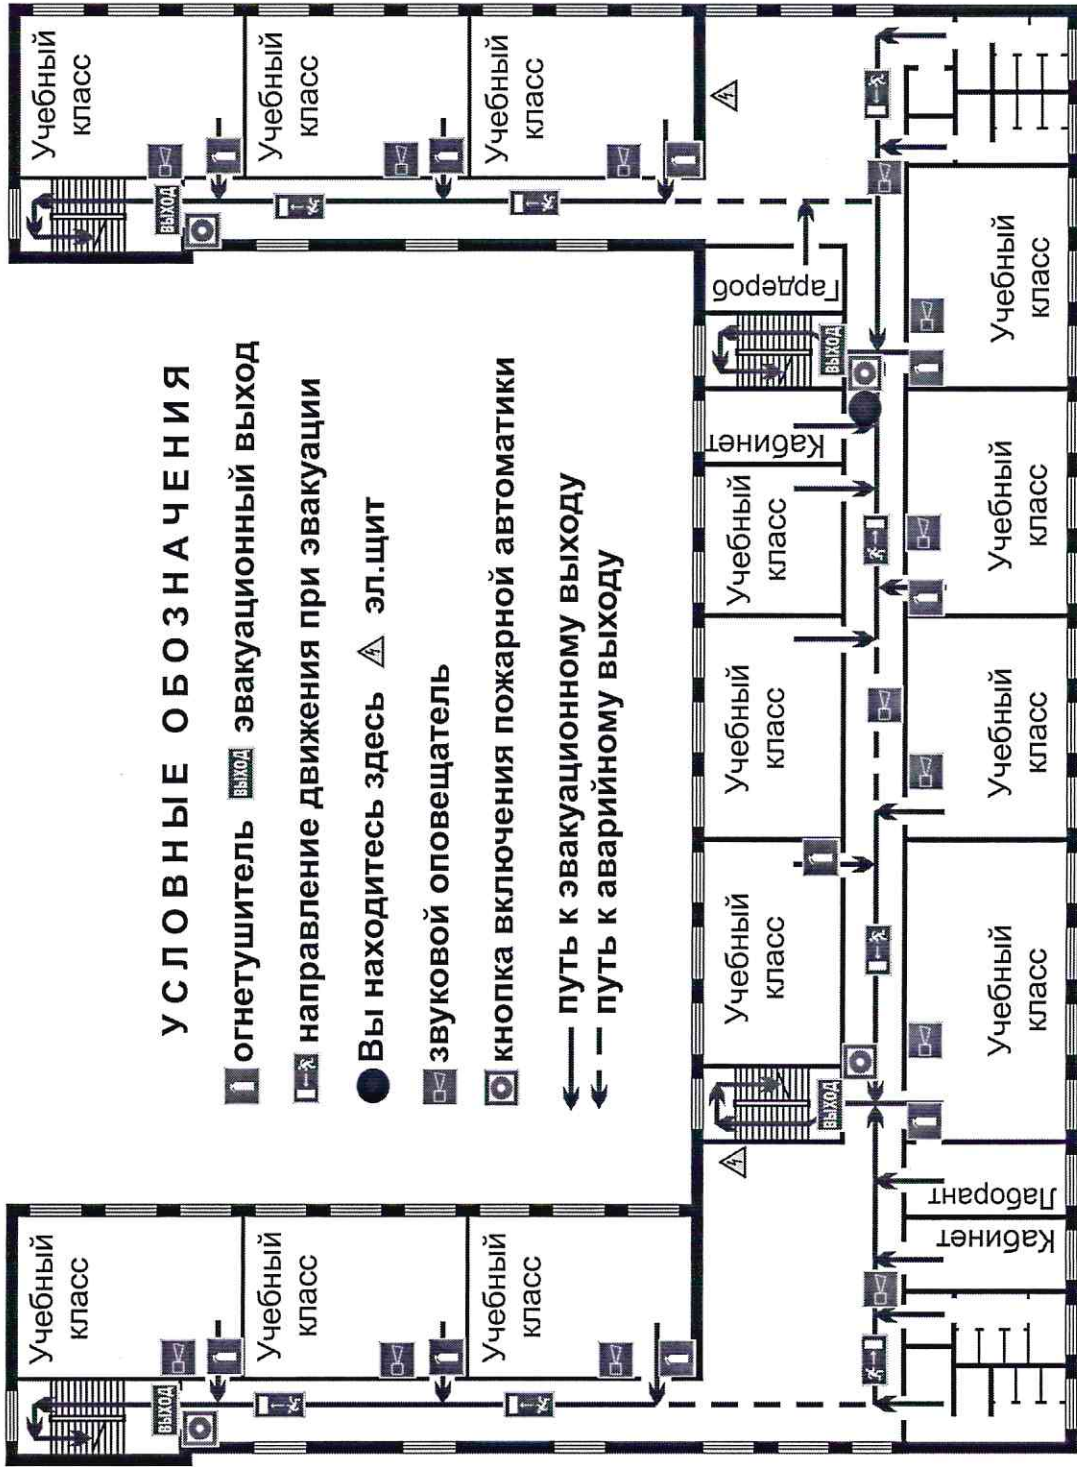 УСЛОВНЫЕ ОБОЗНАЧЕНИЯ
огнетушитель ВЫХОД эвакуационный выход
направление движения при эвакуации
Вы находитесь здесь эл.щит
звуковой оповещатель
кнопка включения пожарной автоматики
путь к эвакуационному выходу
путь к аварийному выходу
Учебный
класс
Учебный
класс
Учебный
класс
ВЫХОД
Учебный
класс
Учебный
класс
Учебный
класс
ВЫХОД
ВЫХОД
Учебный
класс
Учебный
класс
Учебный
класс
Кабинет
ВЫХОД
Гардероб
Кабинет
Лаборант
Учебный
класс
Учебный
класс
Учебный
класс
Учебный
класс